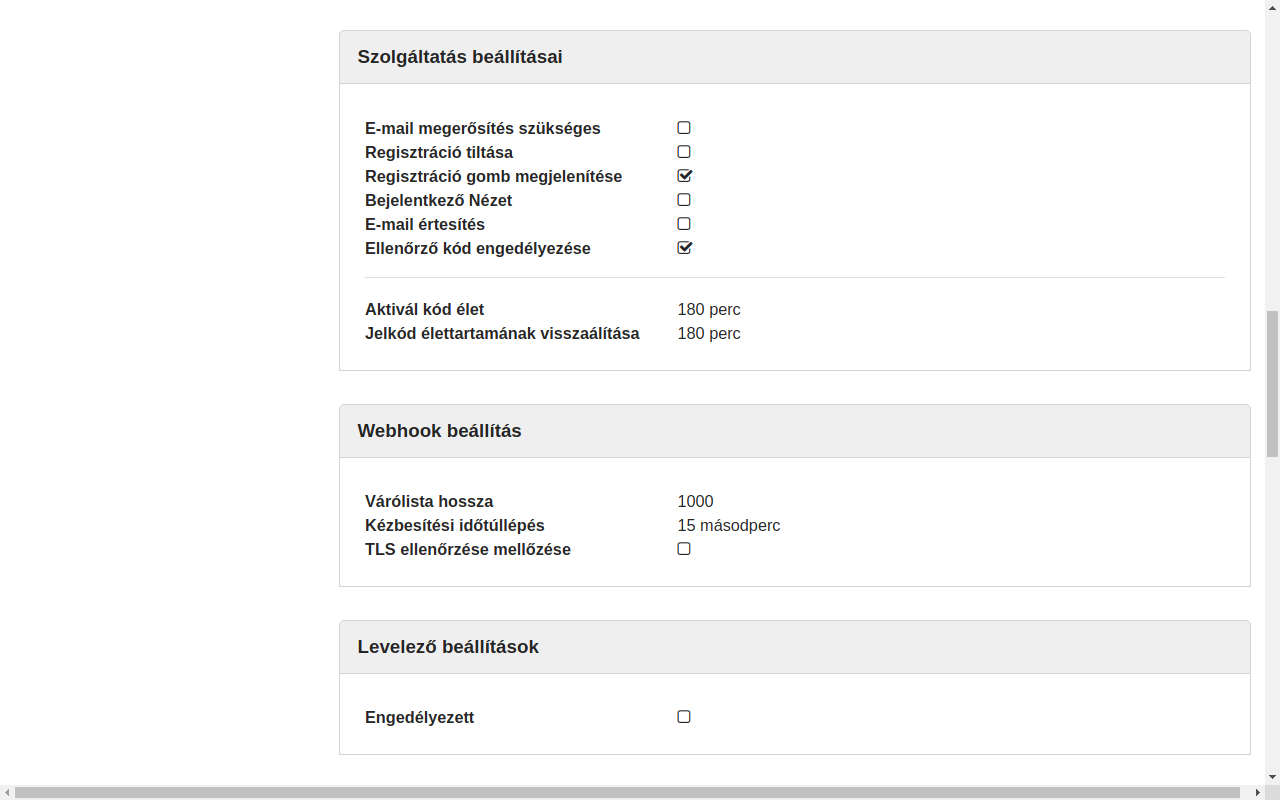 Szolgáltatás beállításai
E-mail megerősítés szükséges
Regisztráció tiltása
Regisztráció gomb megjelenítése
Bejelentkező Nézet
E-mail értesítés
Ellenőrző kód engedélyezése
Aktivál kód élet 180 perc
Jelkód élettartamának visszaálítása 180 perc
Webhook beállítás
Várólista hossza 1000
Kézbesítési időtúllépés 15 másodperc
TLS ellenőrzése mellőzése
Levelező beállítások
Engedélyezett